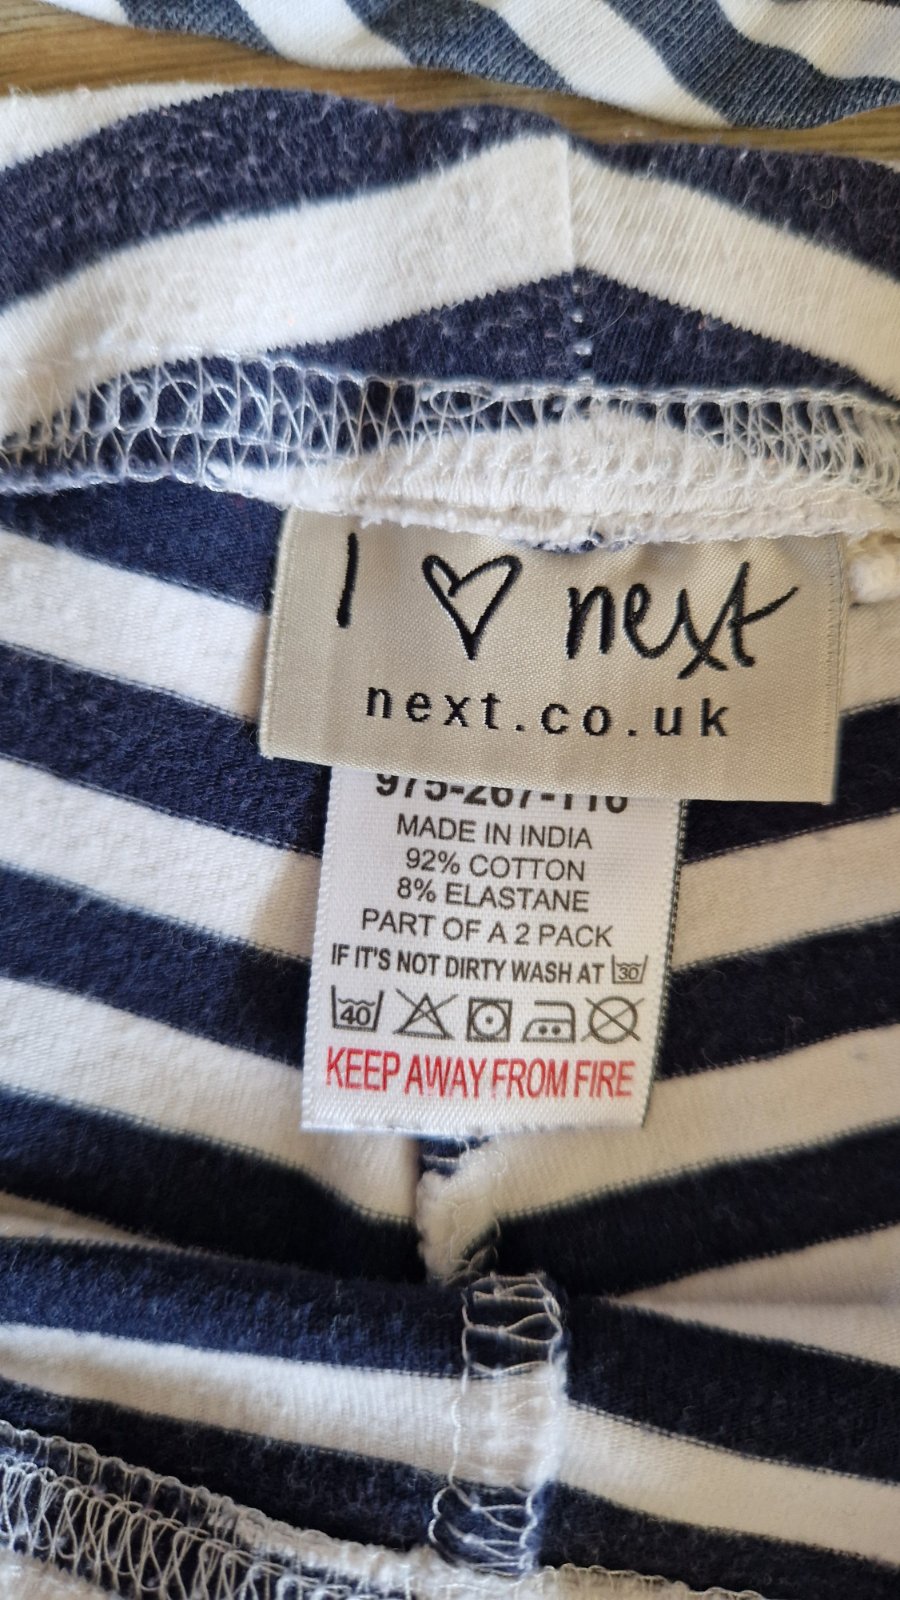 I ♡ next
next.co.uk
975-267-116
MADE IN INDIA
92% COTTON
8% ELASTANE
PART OF A 2 PACK
IF IT'S NOT DIRTY WASH AT 30
40
KEEP AWAY FROM FIRE